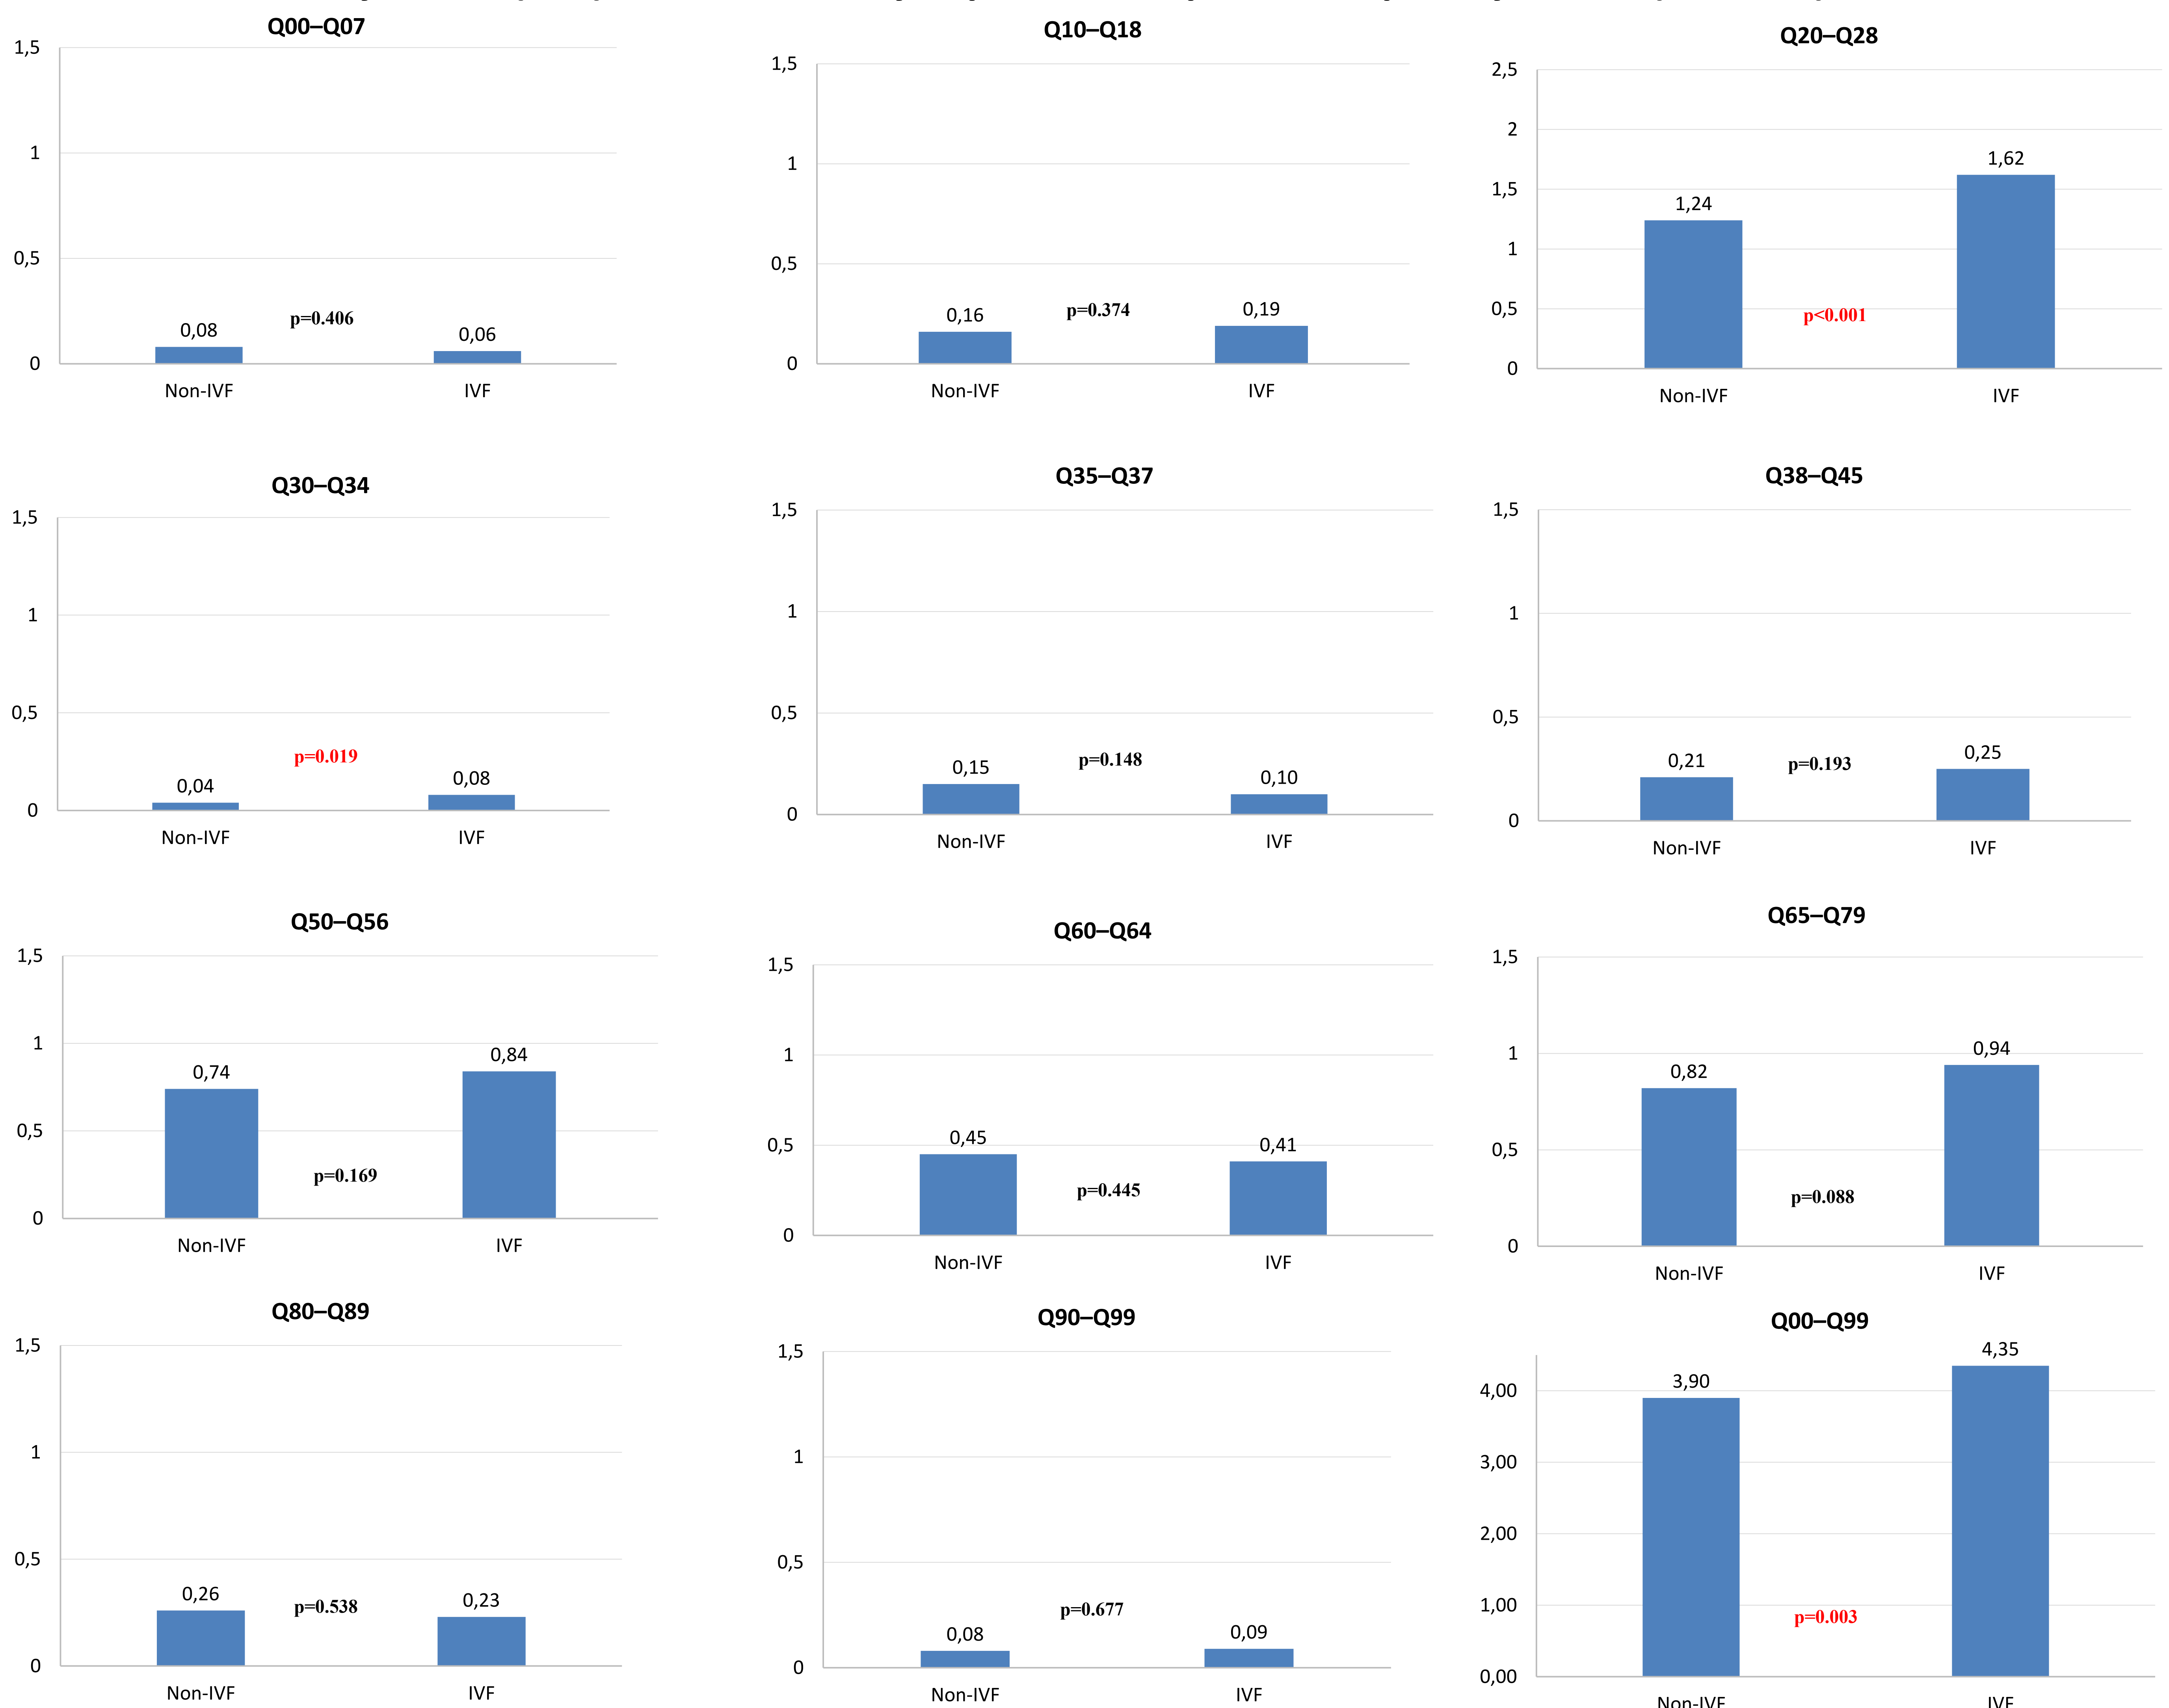 Q00–Q07
1,5
1
0,5
0
0,08
p=0.406
0,06
Non-IVF
IVF
Q10–Q18
1,5
1
0,5
0
0,16
p=0.374
0,19
Non-IVF
IVF
Q20–Q28
2,5
2
1,5
1
0,5
0
1,24
p<0.001
1,62
Non-IVF
IVF
Q30–Q34
1,5
1
0,5
0
0,04
p=0.019
0,08
Non-IVF
IVF
Q35–Q37
1,5
1
0,5
0
0,15
p=0.148
0,10
Non-IVF
IVF
Q38–Q45
1,5
1
0,5
0
0,21
p=0.193
0,25
Non-IVF
IVF
Q50–Q56
1,5
1
0,5
0
0,74
p=0.169
0,84
Non-IVF
IVF
Q60–Q64
1,5
1
0,5
0
0,45
p=0.445
0,41
Non-IVF
IVF
Q65–Q79
1,5
1
0,5
0
0,82
p=0.088
0,94
Non-IVF
IVF
Q80–Q89
1,5
1
0,5
0
0,26
p=0.538
0,23
Non-IVF
IVF
Q90–Q99
1,5
1
0,5
0
0,08
p=0.677
0,09
Non-IVF
IVF
Q00–Q99
4,00
3,00
2,00
1,00
0,00
3,90
p=0.003
4,35
Non-IVF
IVF